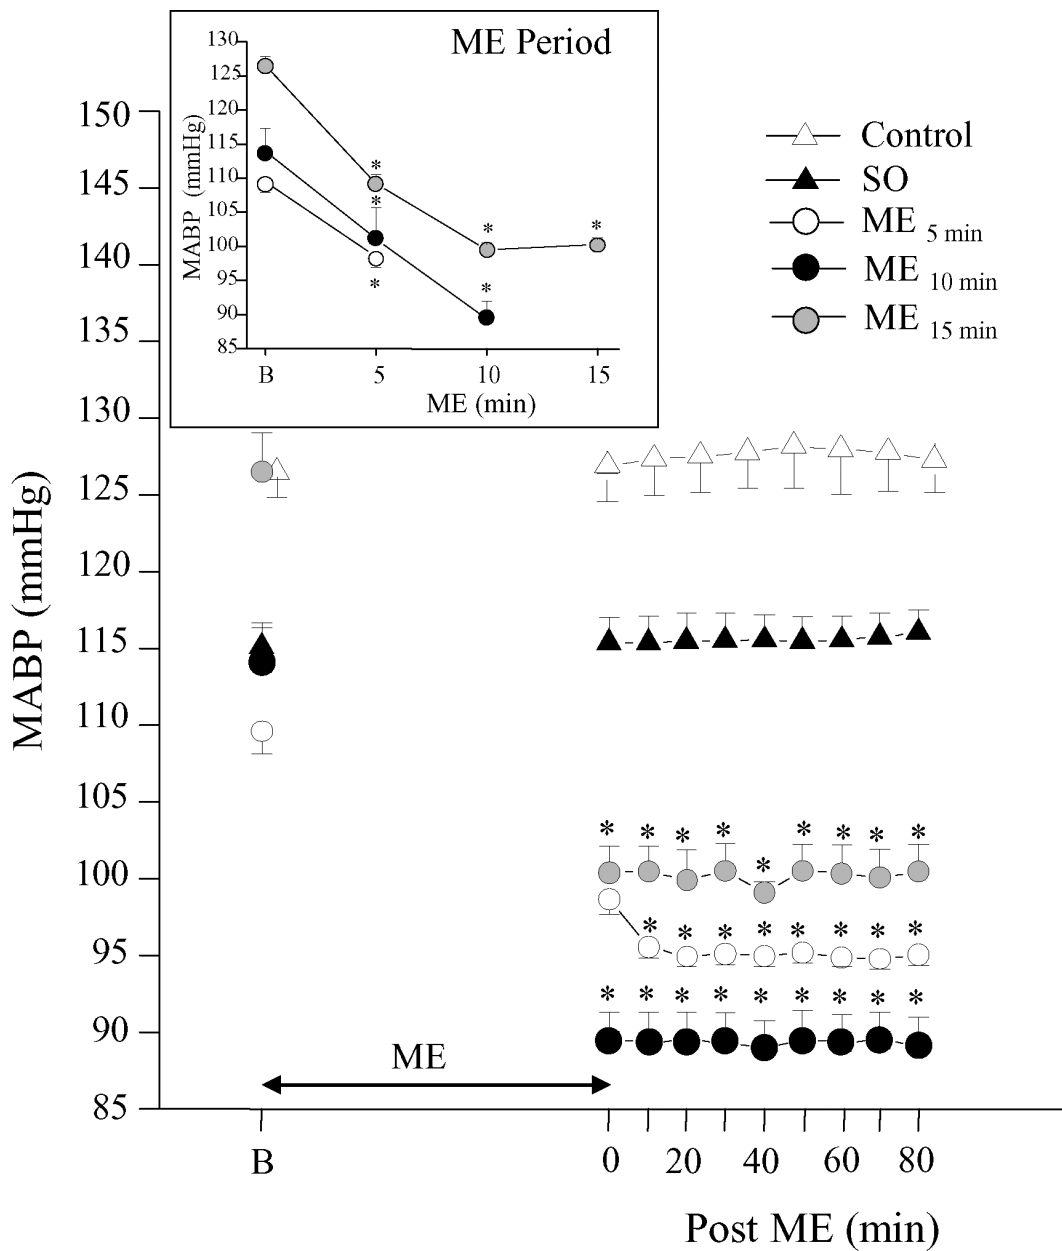 ME Period
130
125
120
115
110
105
100
95
90
85
MABP (mmHg)
* * * *
*
*
B 5 10 15
ME (min)
Control
SO
ME 5 min
ME 10 min
ME 15 min
150
145
140
135
130
125
120
115
110
105
100
95
90
85
MABP (mmHg)
* * * * * * * * *
* * * * * * * *
* * * * * * * * *
ME
B 0 20 40 60 80
Post ME (min)